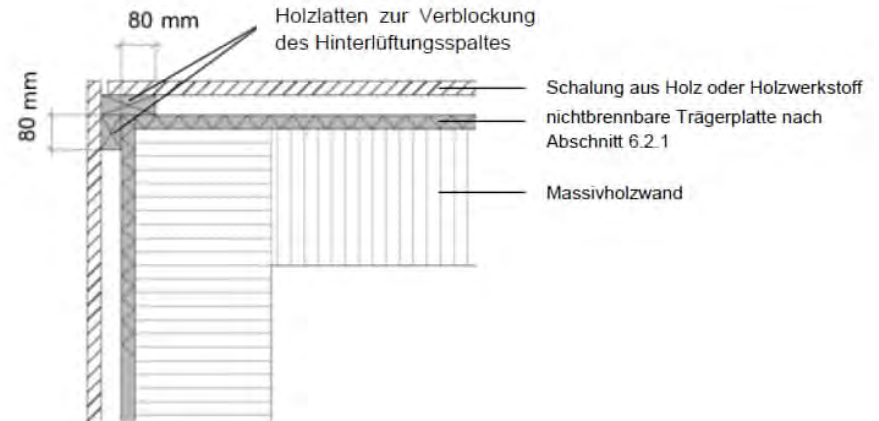 80 mm
Holzlatten zur Verblockung
des Hinterlüftungsspaltes
80 mm
Schalung aus Holz oder Holzwerkstoff
nichtbrennbare Trägerplatte nach
Abschnitt 6.2.1
Massivholzwand